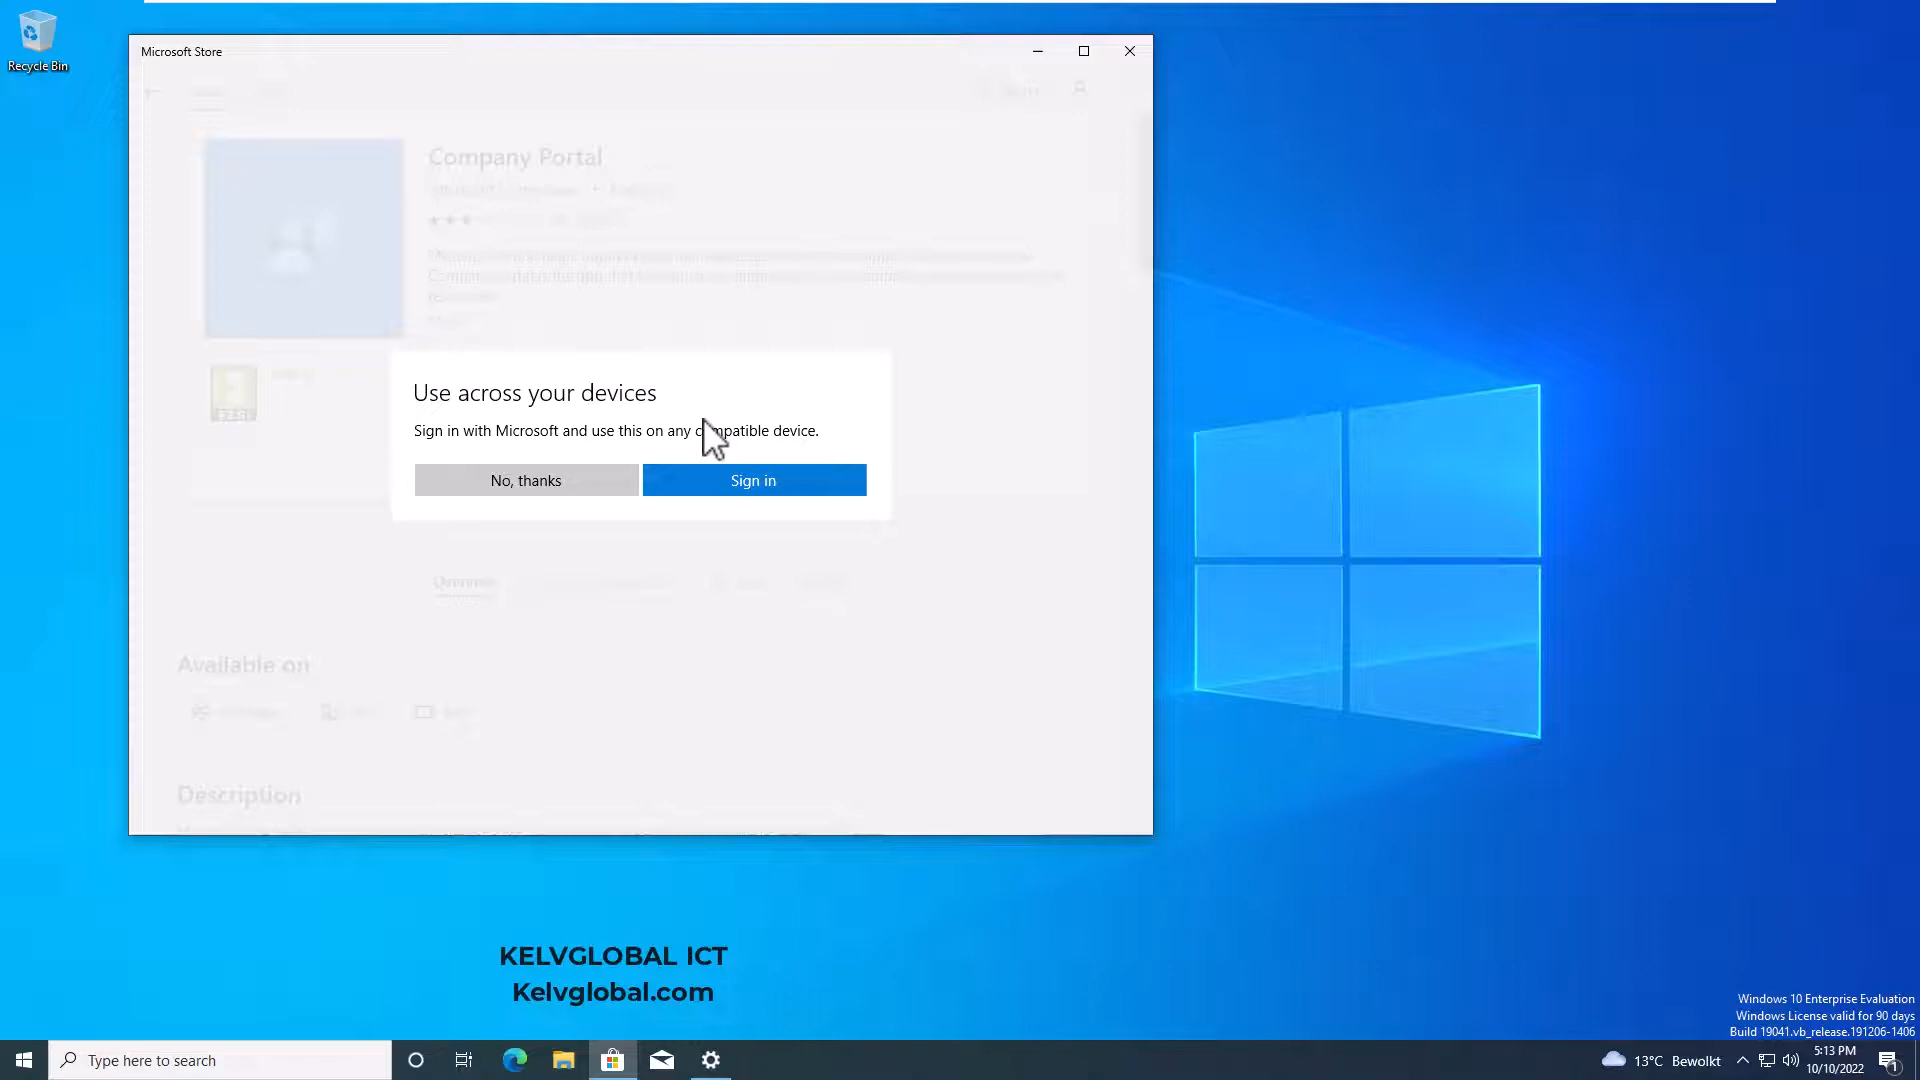 Recycle Bin
Microsoft Store
Company Portal
Use across your devices
Sign in with Microsoft and use this on any compatible device.
No, thanks
Sign in
Overview
Available on
Description
KELVGLOBAL ICT
Kelvglobal.com
Windows 10 Enterprise Evaluation
Windows License valid for 90 days
Build 19041.vb_release.191206-1406
Type here to search
13°C Bewolkt
5:13 PM
10/10/2022
1